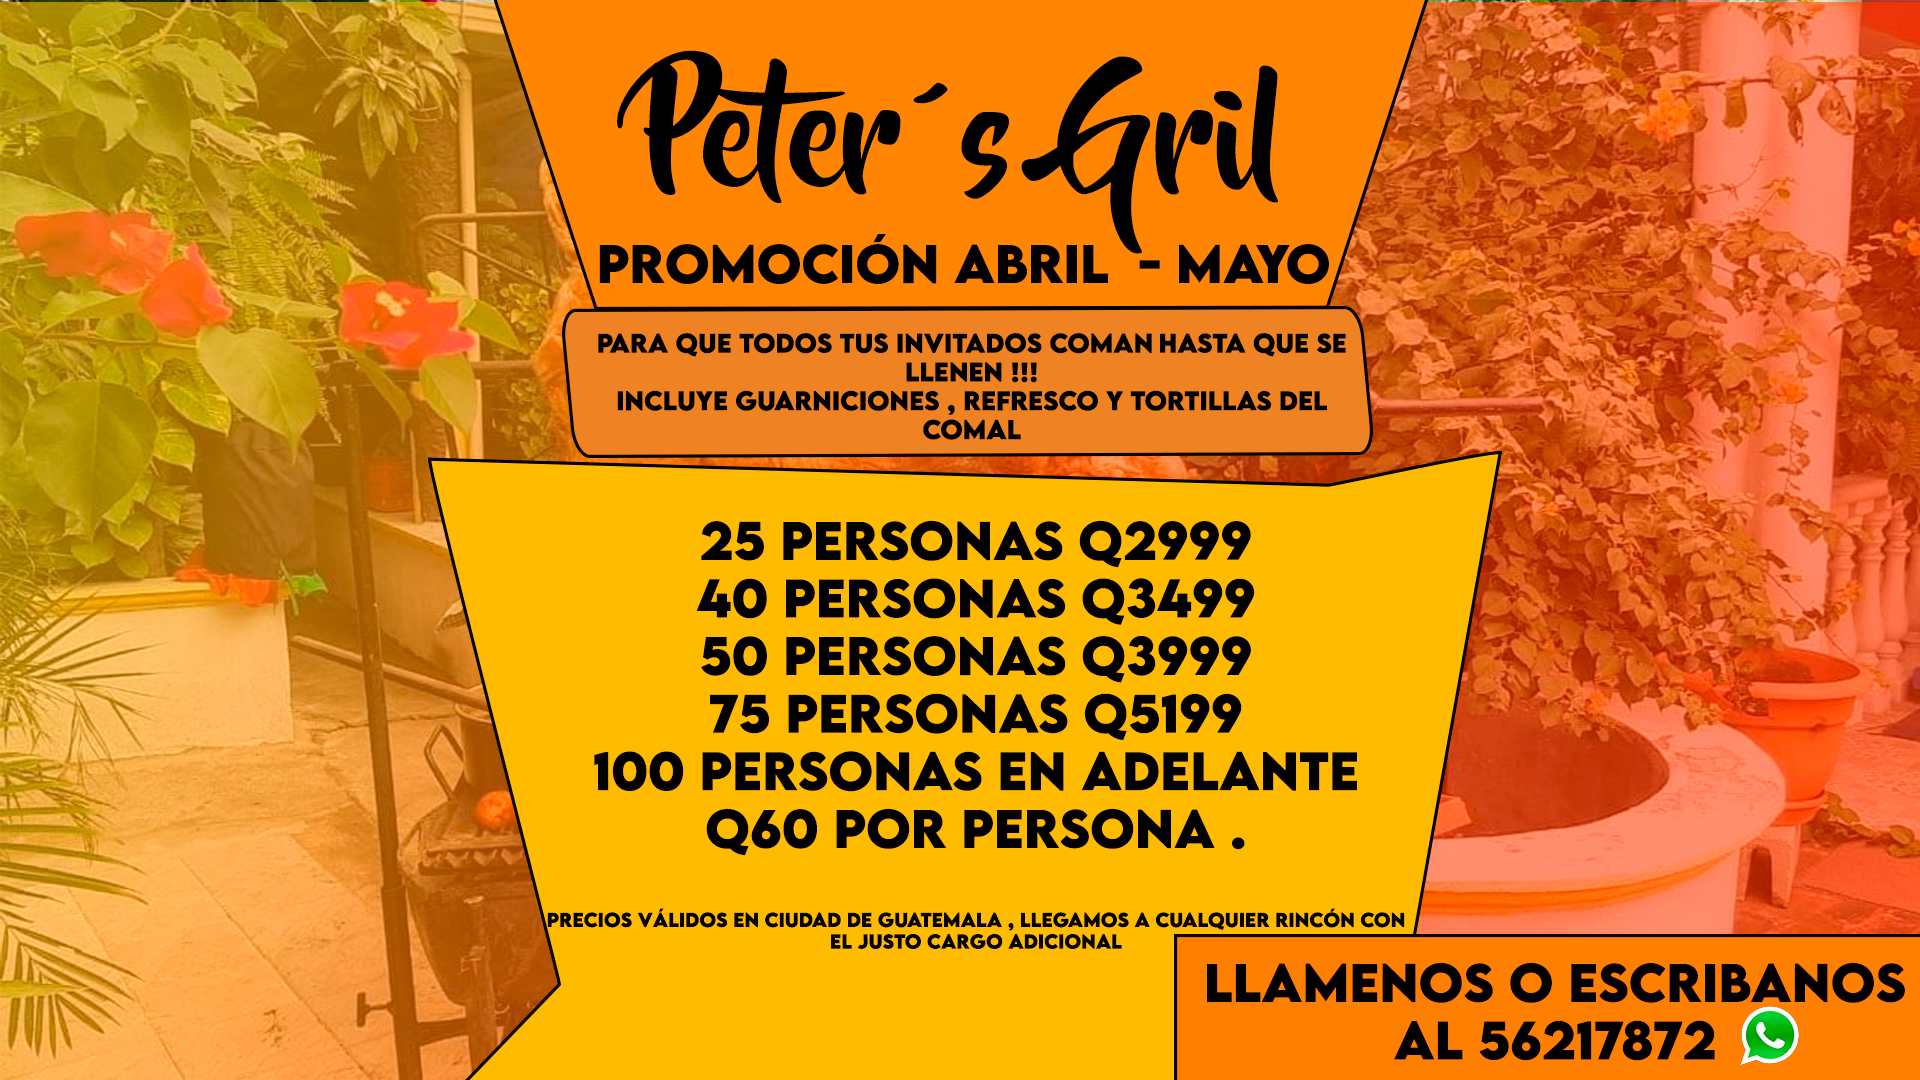 Peter´s Gril
PROMOCIÓN ABRIL - MAYO
PARA QUE TODOS TUS INVITADOS COMAN HASTA QUE SE
LLENEN !!!
INCLUYE GUARNICIONES , REFRESCO Y TORTILLAS DEL
COMAL
25 PERSONAS Q2999
40 PERSONAS Q3499
50 PERSONAS Q3999
75 PERSONAS Q5199
100 PERSONAS EN ADELANTE
Q60 POR PERSONA .
PRECIOS VÁLIDOS EN CIUDAD DE GUATEMALA , LLEGAMOS A CUALQUIER RINCÓN CON
EL JUSTO CARGO ADICIONAL
LLAMENOS O ESCRIBANOS
AL 56217872